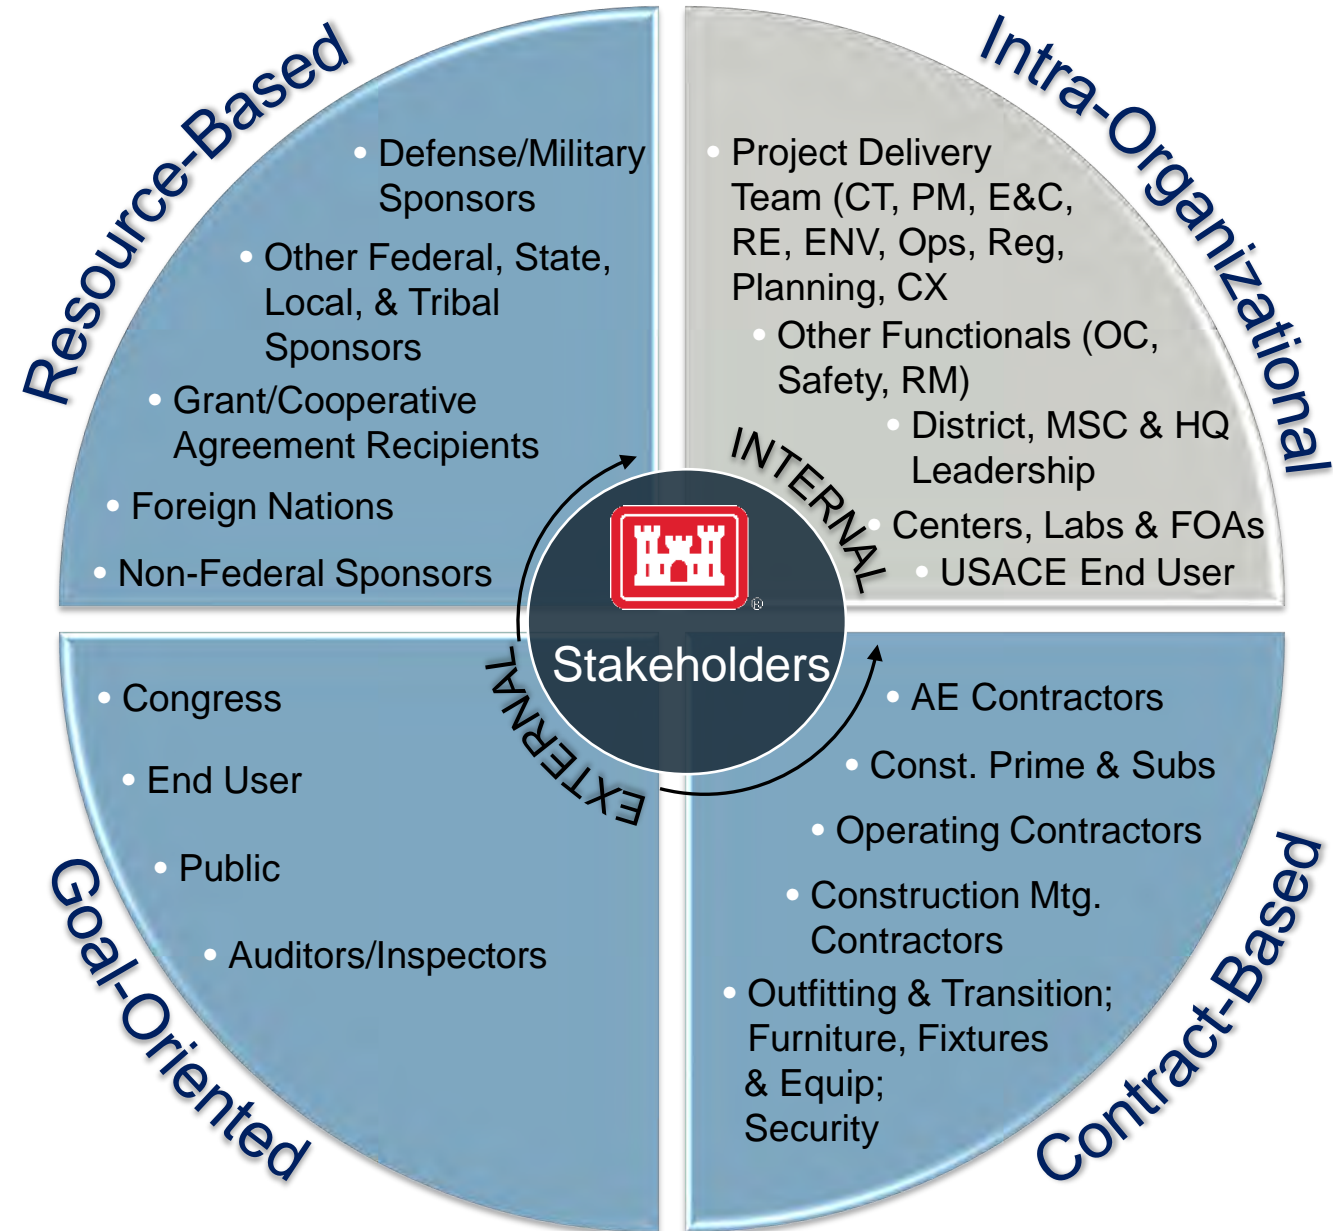 Resource-Based
• Defense/Military
Sponsors
• Other Federal, State,
Local, & Tribal
Sponsors
• Grant/Cooperative
Agreement Recipients
• Foreign Nations
• Non-Federal Sponsors
Intra-Organizational
• Project Delivery
Team (CT, PM, E&C,
RE, ENV, Ops, Reg,
Planning, CX
• Other Functionals (OC,
Safety, RM)
• District, MSC & HQ
Leadership
• Centers, Labs & FOAs
• USACE End User
INTERNAL
®
Stakeholders
EXTERNAL
Goal-Oriented
• Congress
• End User
• Public
• Auditors/Inspectors
Contract-Based
• AE Contractors
• Const. Prime & Subs
• Operating Contractors
• Construction Mtg.
Contractors
• Outfitting & Transition;
Furniture, Fixtures
& Equip;
Security